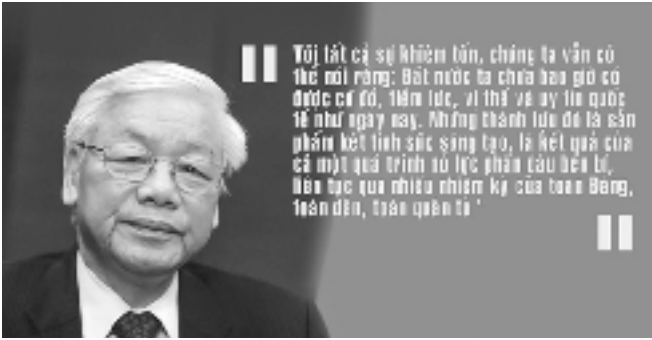 Với tất cả sự khiêm tốn, chúng ta vẫn có
thể nói rằng: Đất nước ta chưa bao giờ có
được cơ đồ, tiềm lực, vị thế và uy tín quốc
tế như ngày nay. Những thành tựu đó là sản
phẩm kết tinh sức sáng tạo, là kết quả của
cả một quá trình nỗ lực phấn đấu bền bỉ,
liên tục qua nhiều nhiệm kỳ của toàn Đảng,
toàn dân, toàn quân ta